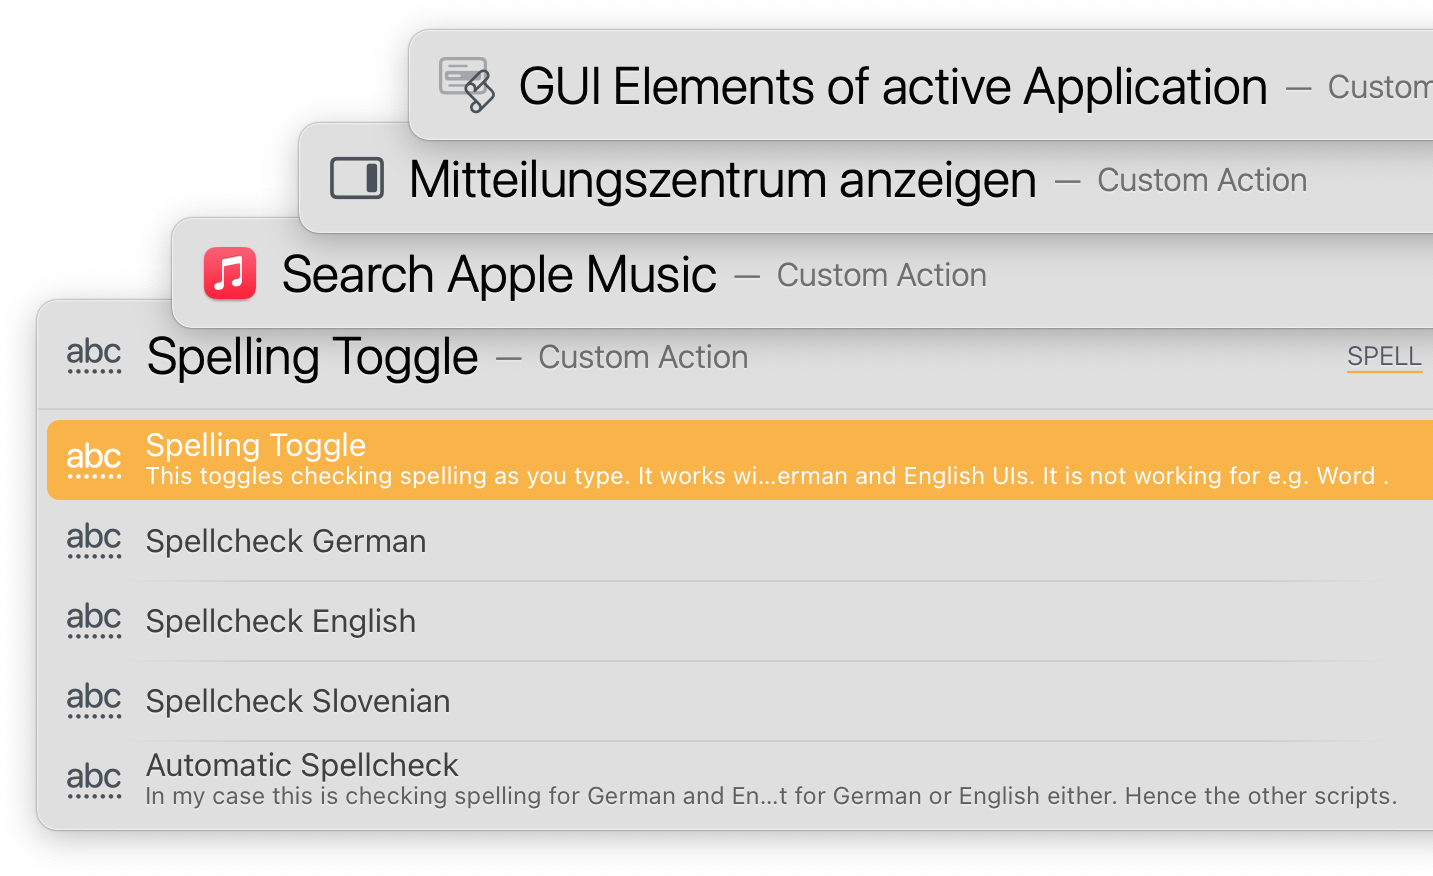 GUI Elements of active Application — Custom
Mitteilungszentrum anzeigen — Custom Action
Search Apple Music — Custom Action
abc Spelling Toggle — Custom Action SPELL
abc Spelling Toggle
This toggles checking spelling as you type. It works wi...erman and English UIs. It is not working for e.g. Word .
abc Spellcheck German
abc Spellcheck English
abc Spellcheck Slovenian
abc Automatic Spellcheck
In my case this is checking spelling for German and En...t for German or English either. Hence the other scripts.